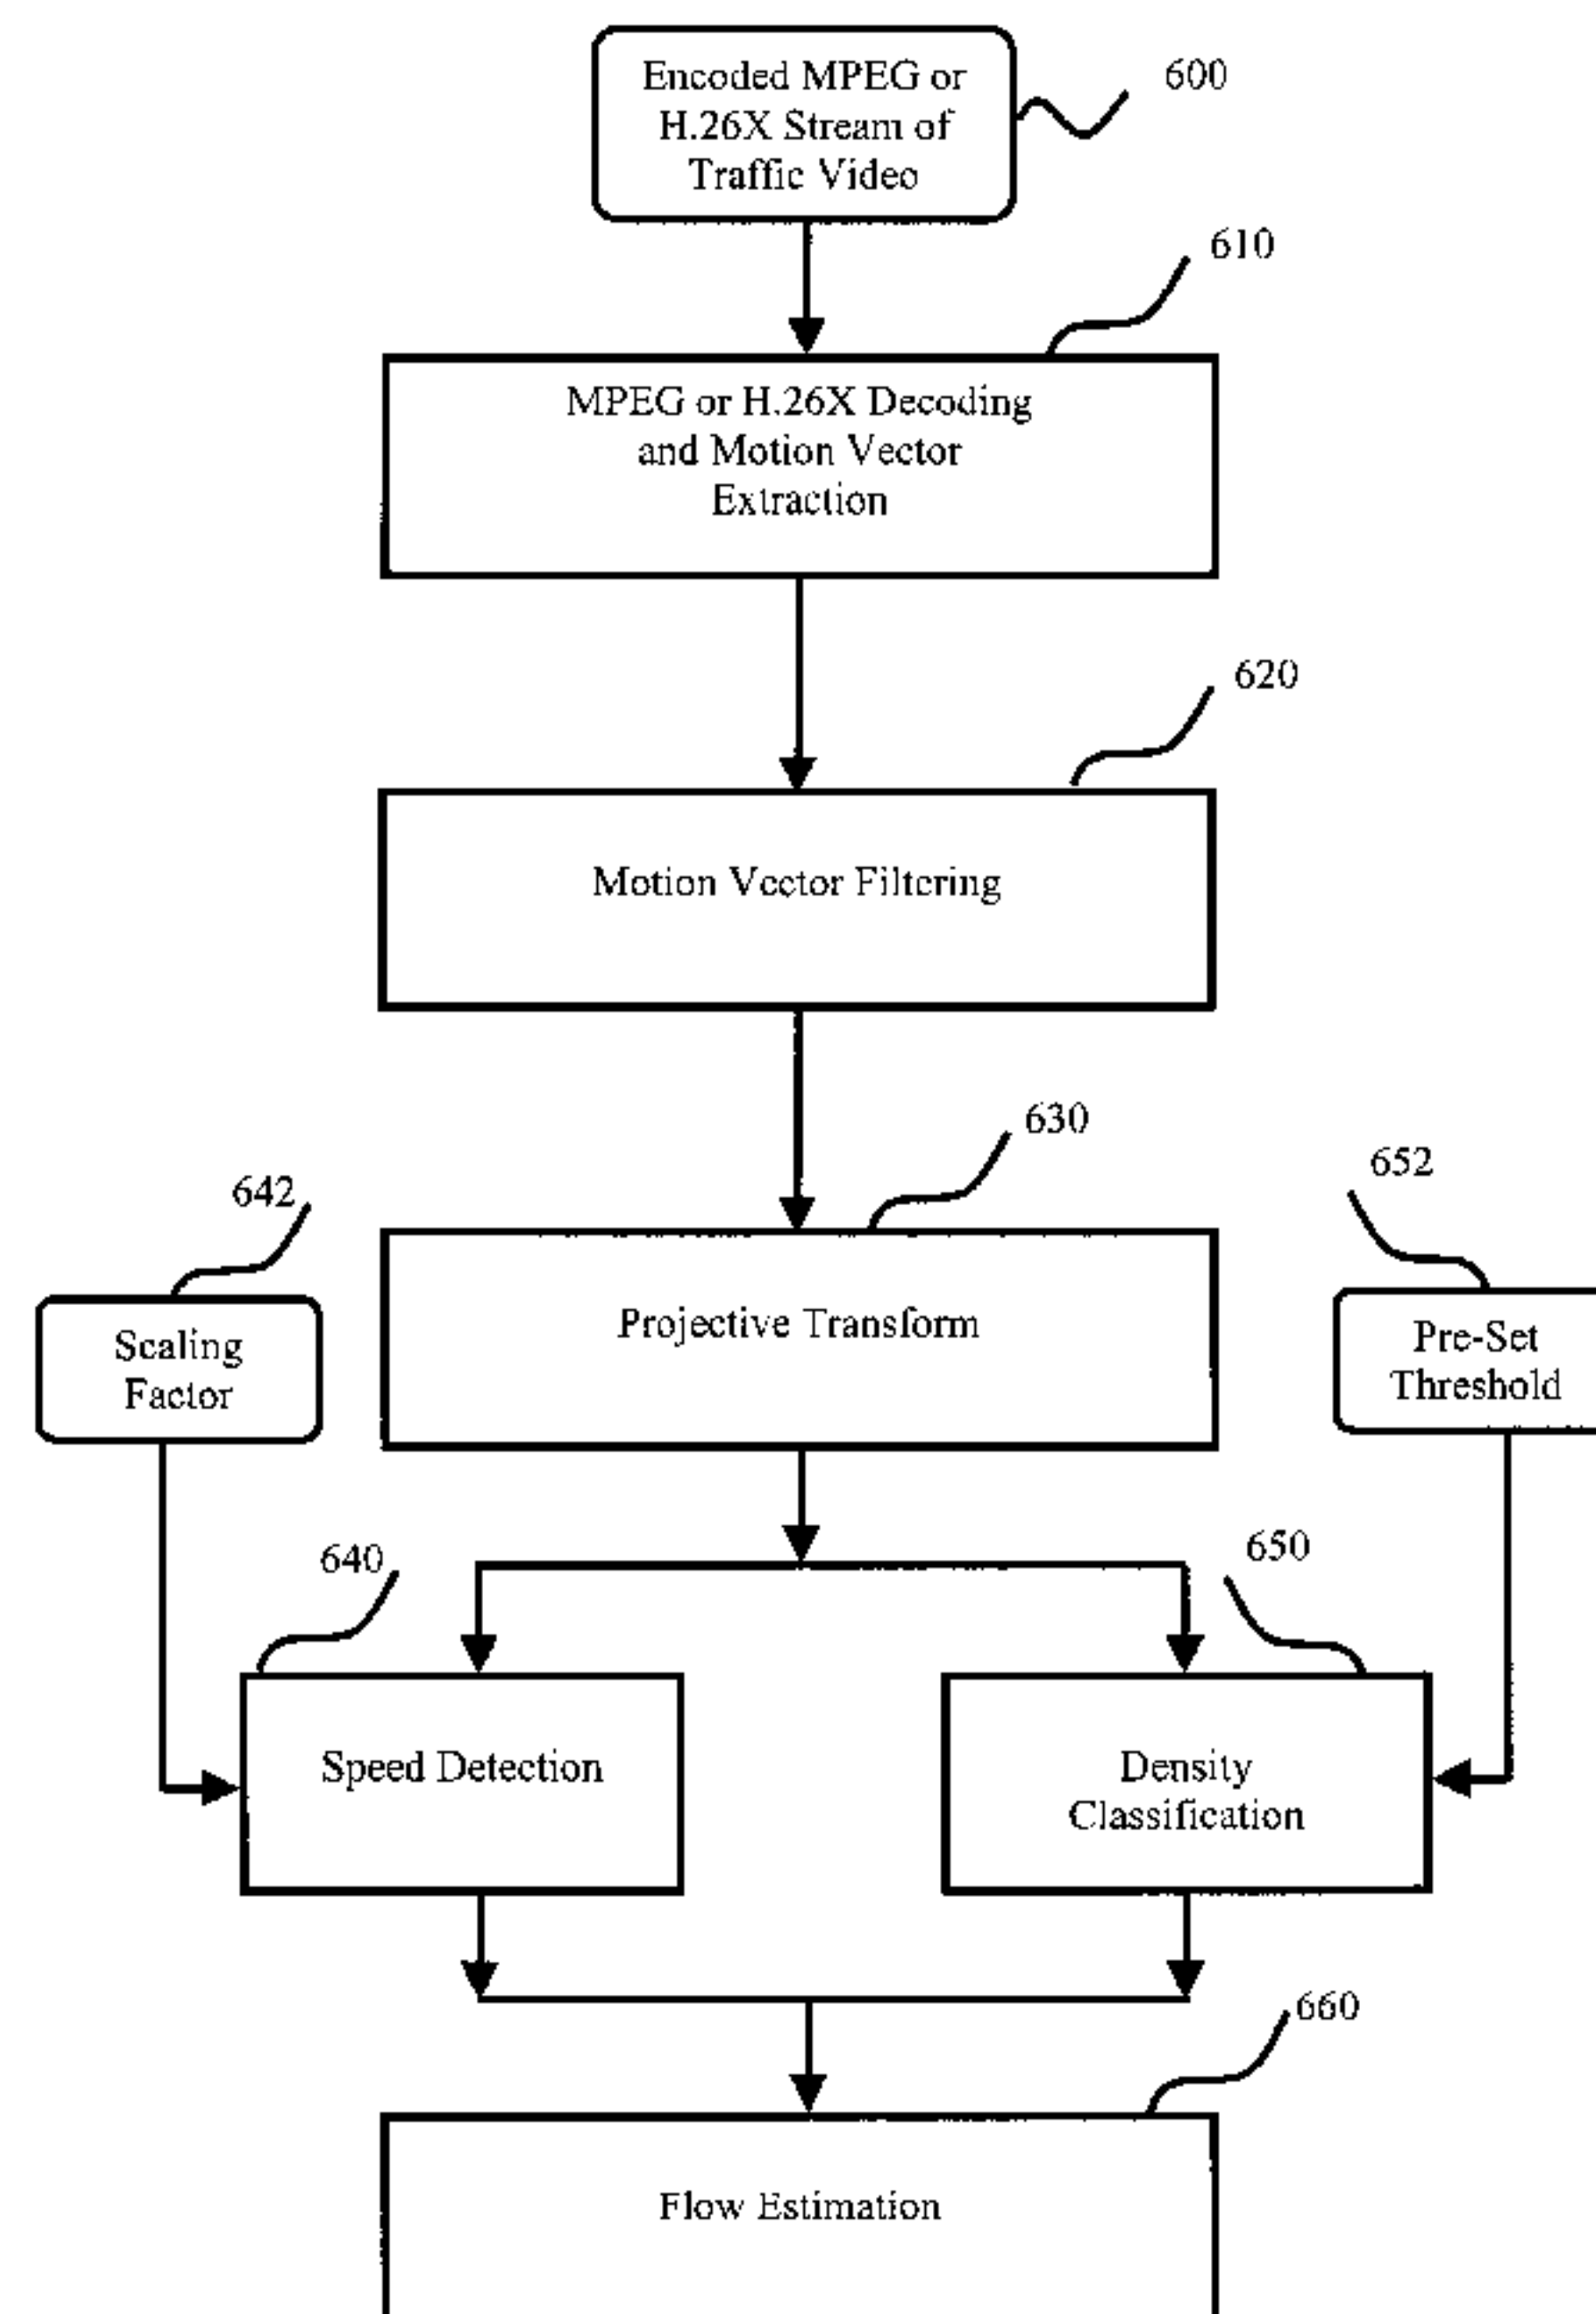 Encoded MPEG or
H.26X Stream of
Traffic Video
600
610
MPEG or H.26X Decoding
and Motion Vector
Extraction
620
Motion Vector Filtering
630
652
642
Projective Transform
Scaling
Factor
Pre-Set
Threshold
640
650
Speed Detection
Density
Classification
660
Flow Estimation